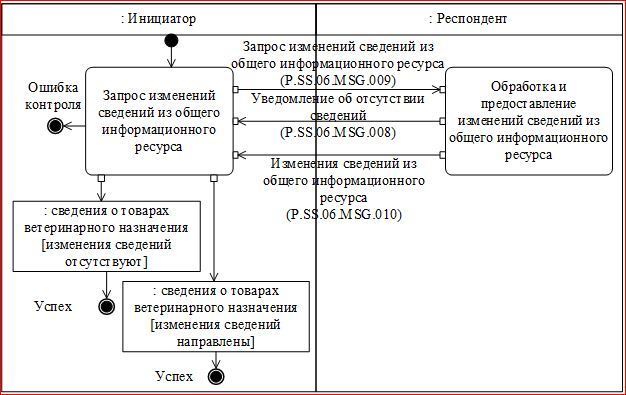 : Инициатор
: Респондент
Запрос изменений сведений из
общего информационного ресурса
(P.SS.06.MSG.009)
Ошибка
контроля
Запрос изменений
сведений из общего
информационного
ресурса
Уведомление об отсутствии
сведений
(P.SS.06.MSG.008)
Обработка и
предоставление
изменений сведений из
общего информационного
ресурса
Изменения сведений из
общего информационного
ресурса
(P.SS.06.MSG.010)
: сведения о товарах
ветеринарного назначения
[изменения сведений
отсутствуют]
Успех
: сведения о товарах
ветеринарного назначения
[изменения сведений
направлены]
Успех